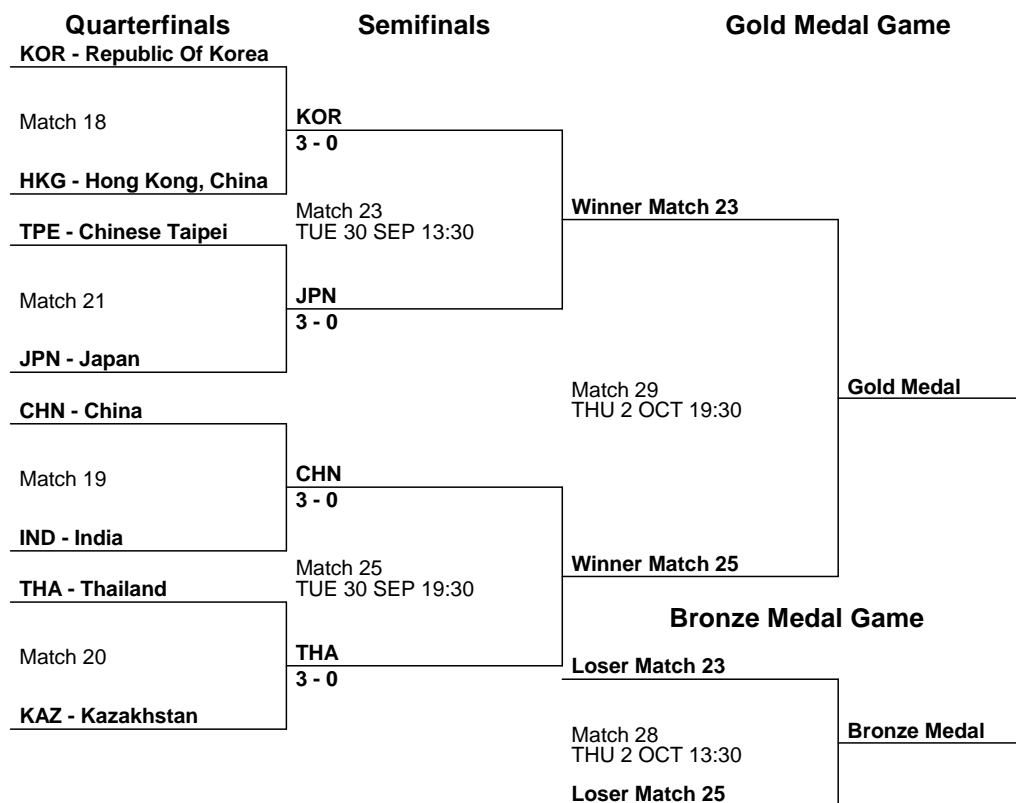 Quarterfinals
Semifinals
Gold Medal Game
KOR - Republic Of Korea
Match 18
KOR
3 - 0
HKG - Hong Kong, China
Match 23
TUE 30 SEP 13:30
Winner Match 23
TPE - Chinese Taipei
Match 21
JPN
3 - 0
JPN - Japan
Match 29
THU 2 OCT 19:30
Gold Medal
CHN - China
Match 19
CHN
3 - 0
IND - India
Match 25
TUE 30 SEP 19:30
Winner Match 25
THA - Thailand
Bronze Medal Game
Match 20
THA
3 - 0
Loser Match 23
KAZ - Kazakhstan
Match 28
THU 2 OCT 13:30
Bronze Medal
Loser Match 25